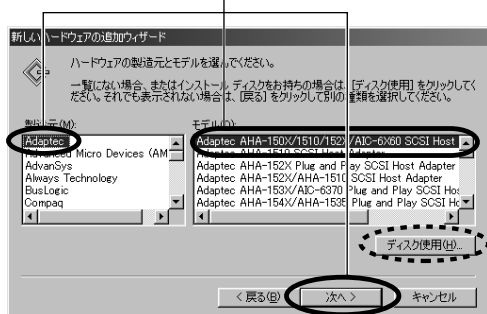 新しいハードウェアの追加ウィザード
ハードウェアの製造元とモデルを選んでください。
一覧にない場合、またはインストール ディスクをお持ちの場合は、[ディスク使用] をクリックしてく
ださい。それでも表示されない場合は、[戻る] をクリックして別の種類を選択してください。
製造元(M):
Adaptec
Advanced Micro Devices (AM
AdvanSys
Always Technology
BusLogic
Compaq
モデル(O):
Adaptec AHA-150X/1510/152X/AIC-6X60 SCSI Host
Adaptec AHA-1510 SCSI Host Adapter
Adaptec AHA-152X Plug and Play SCSI Host Adapter
Adaptec AHA-152X/AHA-1510 SCSI Host Adapter
Adaptec AHA-153X/AIC-6370 Plug and Play SCSI Hos
Adaptec AHA-154X/AHA-1535 Plug and Play SCSI Ho
ディスク使用(H)...
< 戻る(B)
次へ >
キャンセル